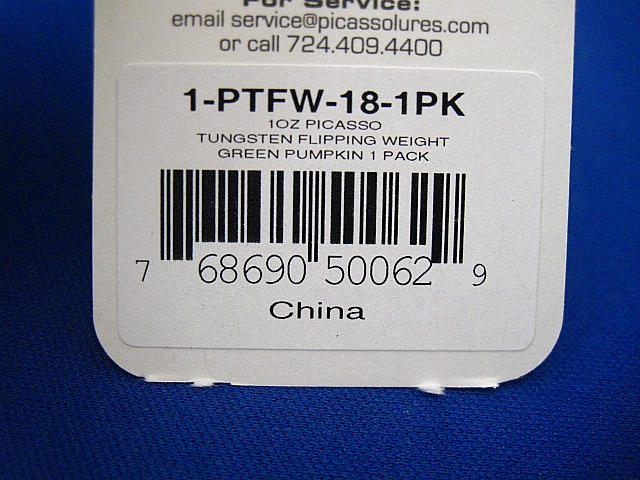 For Service:
email service@picassolures.com
or call 724.409.4400
1-PTFW-18-1PK
1OZ PICASSO
TUNGSTEN FLIPPING WEIGHT
GREEN PUMPKIN 1 PACK
7 68690 50062 9
China